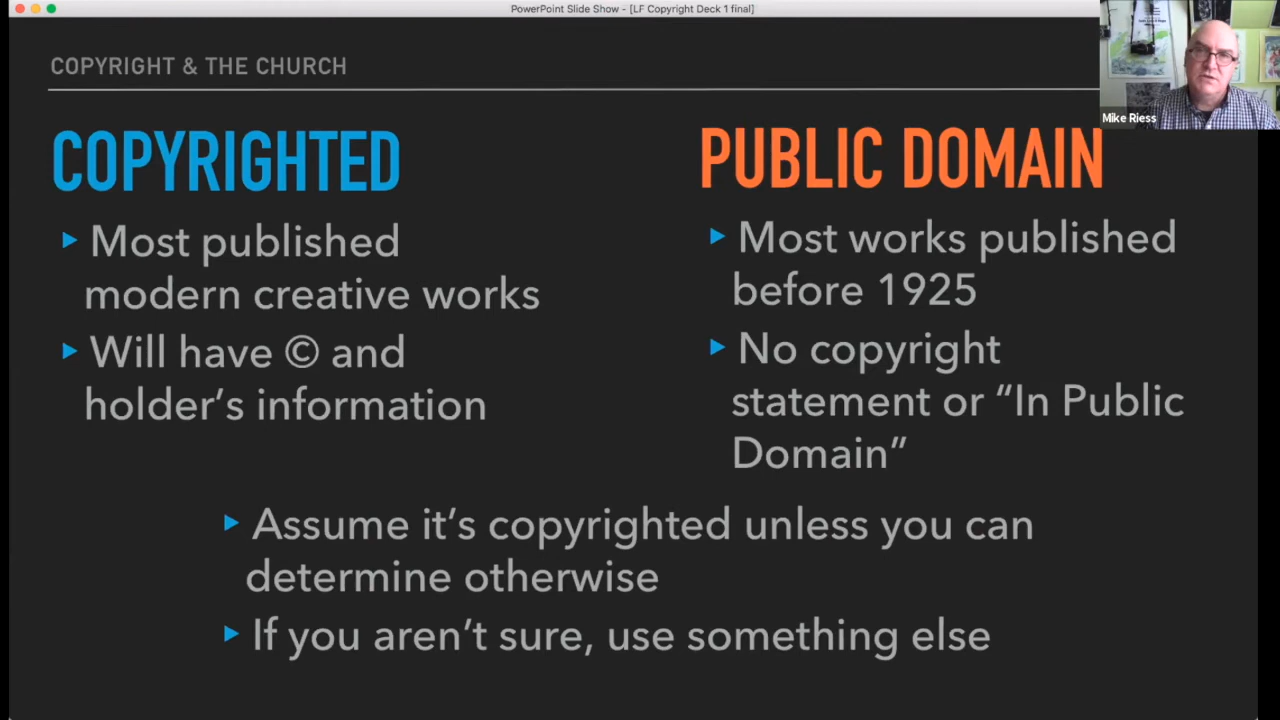 PowerPoint Slide Show - [LF Copyright Deck 1 final]
COPYRIGHT & THE CHURCH
Mike Riess
COPYRIGHTED
▸ Most published
modern creative works
▸ Will have © and
holder’s information
PUBLIC DOMAIN
▸ Most works published
before 1925
▸ No copyright
statement or “In Public
Domain”
▸ Assume it’s copyrighted unless you can
determine otherwise
▸ If you aren’t sure, use something else